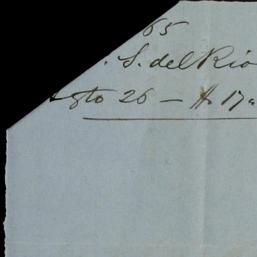 65
S. del Rio
gto 26 — A. 17